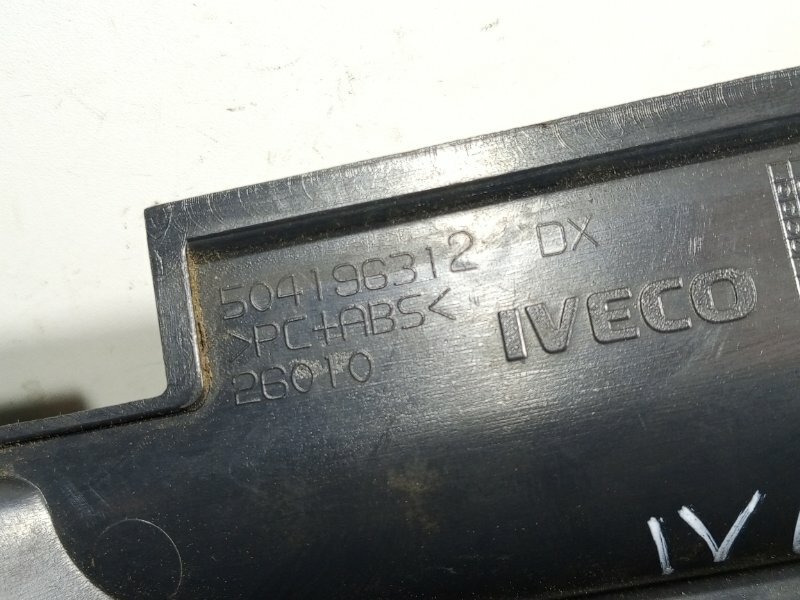 504196312 DX
>PC+ABS<
IVECO
26010